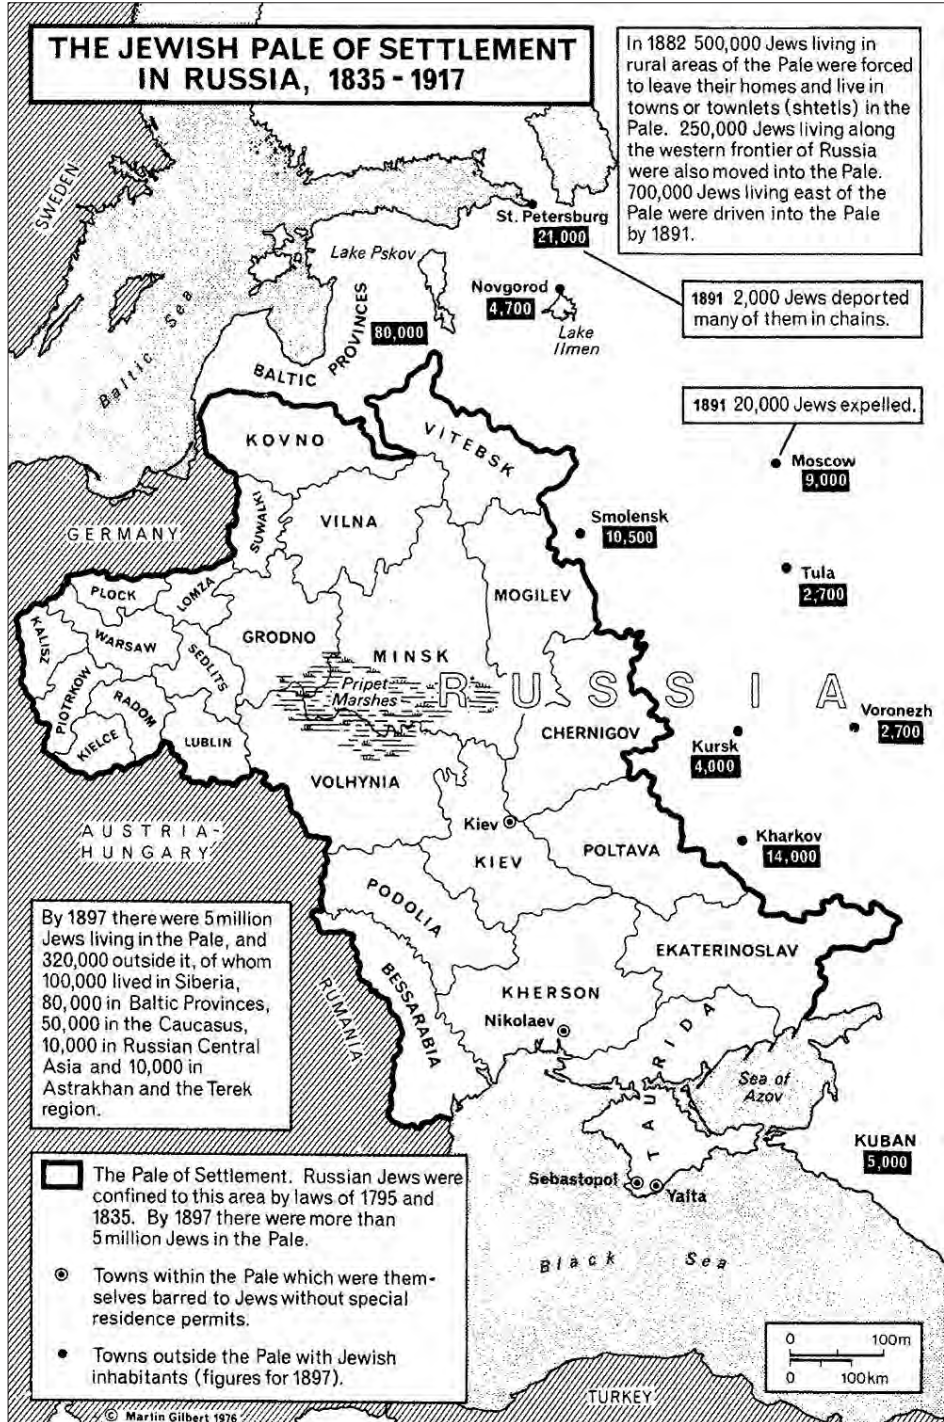 THE JEWISH PALE OF SETTLEMENT
IN RUSSIA, 1835 - 1917
In 1882 500,000 Jews living in
rural areas of the Pale were forced
to leave their homes and live in
towns or townlets (shtetls) in the
Pale. 250,000 Jews living along
the western frontier of Russia
were also moved into the Pale.
700,000 Jews living east of the
Pale were driven into the Pale
by 1891.
SWEDEN
St. Petersburg
21,000
Lake Pskov
Novgorod
4,700
Lake
Ilmen
1891 2,000 Jews deported
many of them in chains.
Baltic Sea
80,000
BALTIC PROVINCES
1891 20,000 Jews expelled.
KOVNO
VITEBSK
Moscow
9,000
GERMANY
SUWALKI
VILNA
Smolensk
10,500
Tula
2,700
PLOCK
LOMZA
MOGILEV
KALISZ
WARSAW
SEDLITS
GRODNO
MINSK
Pripet
Marshes
RUSSIA
PIOTRKOW
RADOM
KIELCE
LUBLIN
CHERNIGOV
Kursk
4,000
Voronezh
2,700
VOLHYNIA
AUSTRIA-
HUNGARY
Kiev
KIEV
POLTAVA
Kharkov
14,000
PODOLIA
By 1897 there were 5 million
Jews living in the Pale, and
320,000 outside it, of whom
100,000 lived in Siberia,
80,000 in Baltic Provinces,
50,000 in the Caucasus,
10,000 in Russian Central
Asia and 10,000 in
Astrakhan and the Terek
region.
RUMANIA
BESSARABIA
EKATERINOSLAV
KHERSON
Nikolaev
TAURIDA
Sea of
Azov
KUBAN
5,000
Sebastopol
Yalta
Black Sea
The Pale of Settlement. Russian Jews were
confined to this area by laws of 1795 and
1835. By 1897 there were more than
5 million Jews in the Pale.
Towns within the Pale which were them-
selves barred to Jews without special
residence permits.
Towns outside the Pale with Jewish
inhabitants (figures for 1897).
0 100m
0 100km
TURKEY
© Martin Gilbert 1976